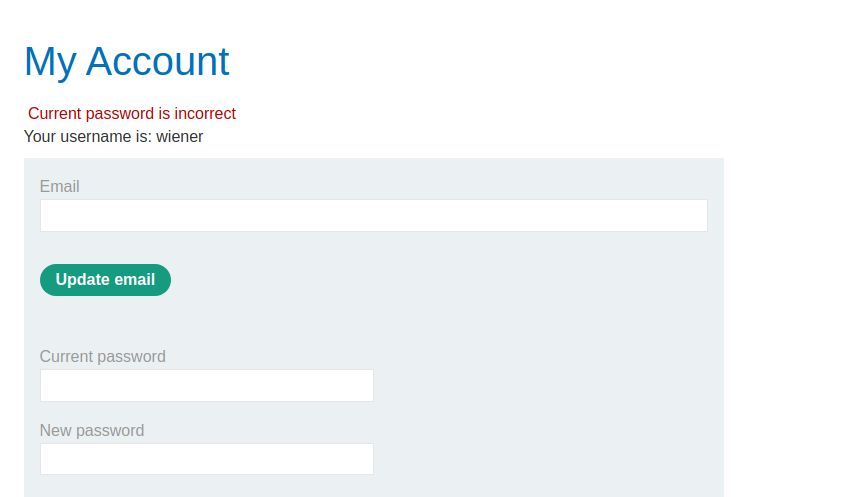 My Account
Current password is incorrect
Your username is: wiener
Email
Update email
Current password
New password